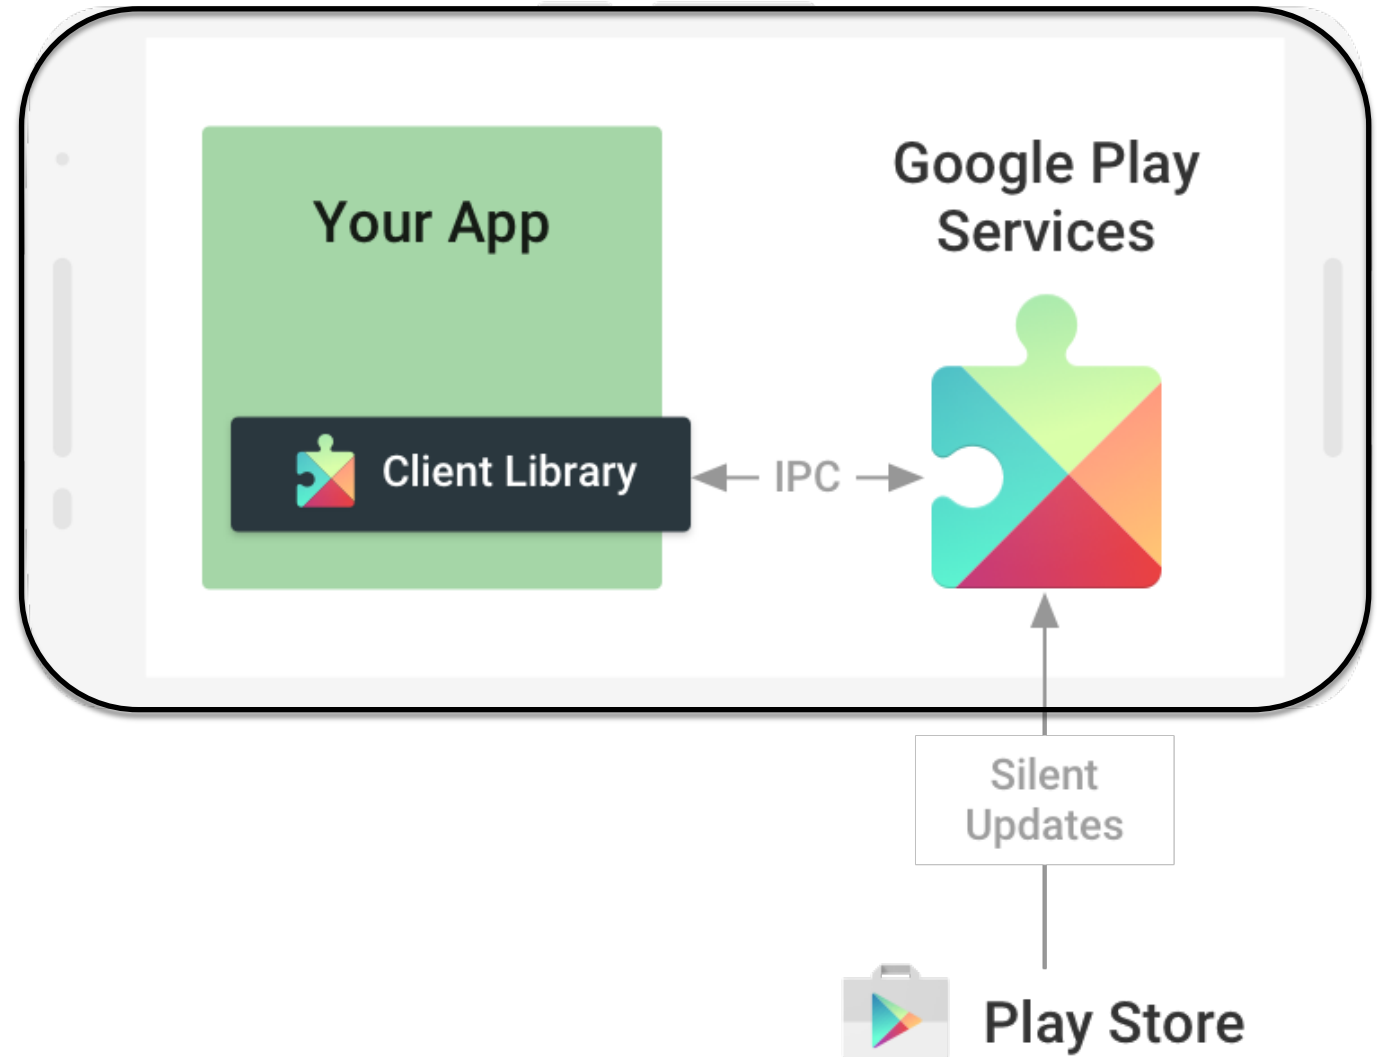 Your App
Google Play
Services
Client Library
IPC
Silent
Updates
Play Store